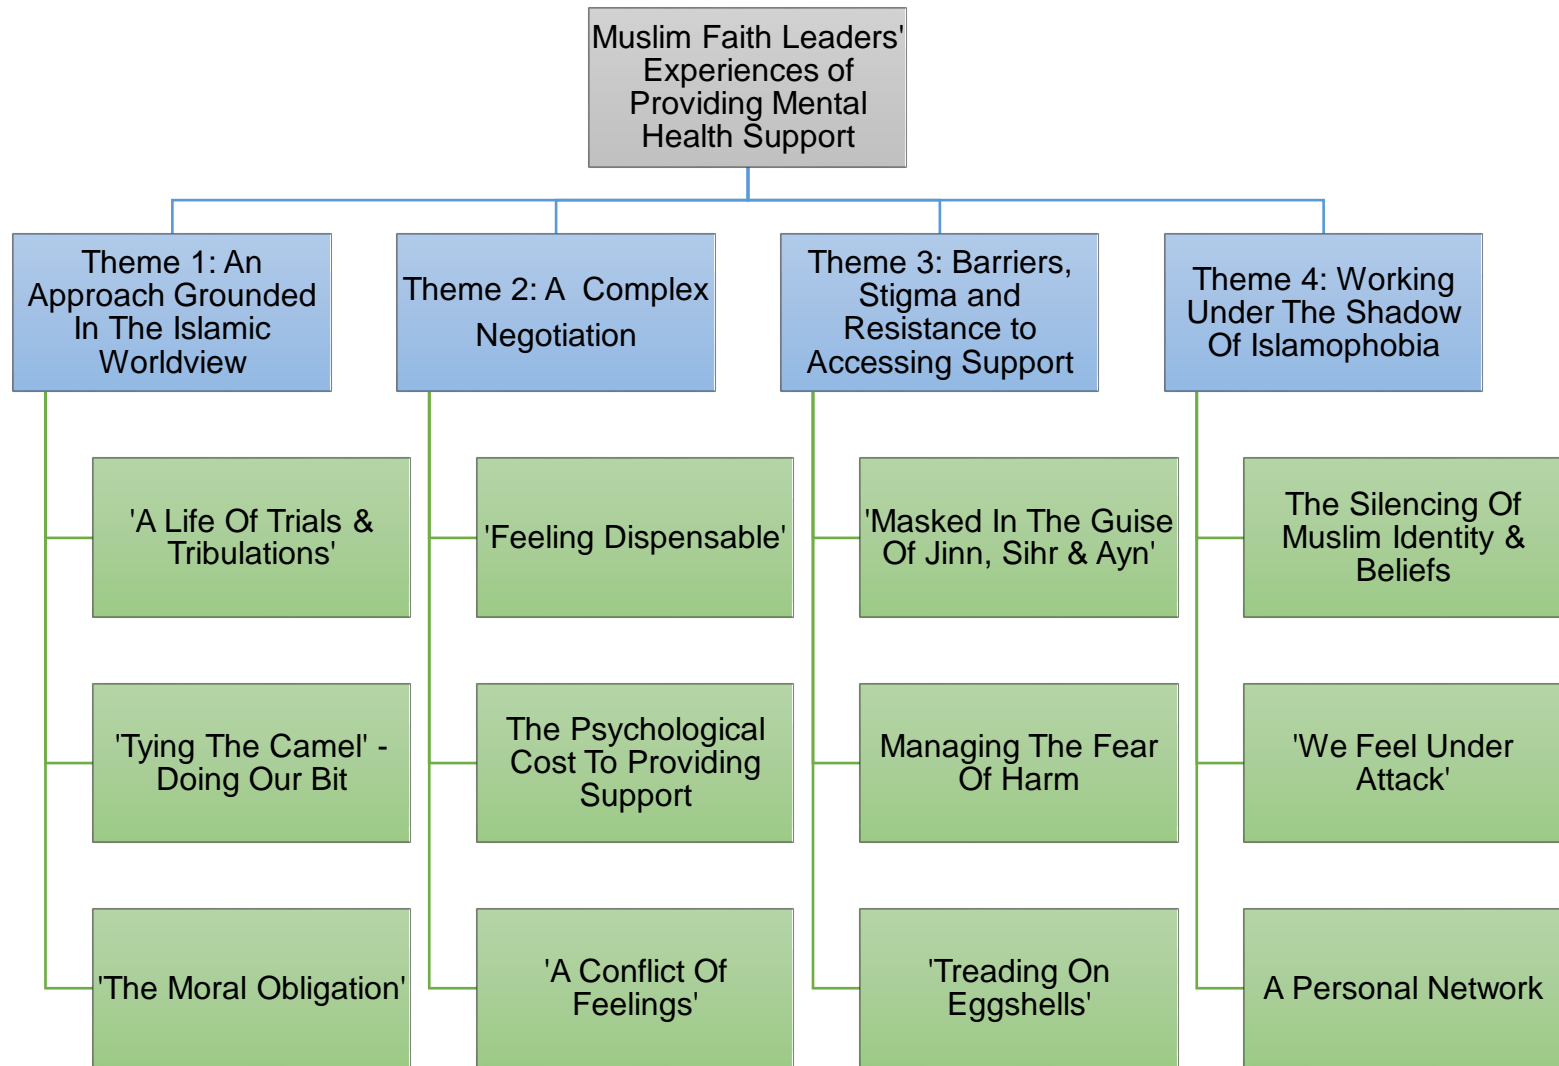 Muslim Faith Leaders'
Experiences of
Providing Mental
Health Support
Theme 1: An
Approach Grounded
In The Islamic
Worldview
Theme 2: A  Complex
Negotiation
Theme 3: Barriers,
Stigma and
Resistance to
Accessing Support
Theme 4: Working
Under The Shadow
Of Islamophobia
'A Life Of Trials &
Tribulations'
'Feeling Dispensable'
'Masked In The Guise
Of Jinn, Sihr & Ayn'
The Silencing Of
Muslim Identity &
Beliefs
'Tying The Camel' -
Doing Our Bit
The Psychological
Cost To Providing
Support
Managing The Fear
Of Harm
'We Feel Under
Attack'
'The Moral Obligation'
'A Conflict Of
Feelings'
'Treading On
Eggshells'
A Personal Network